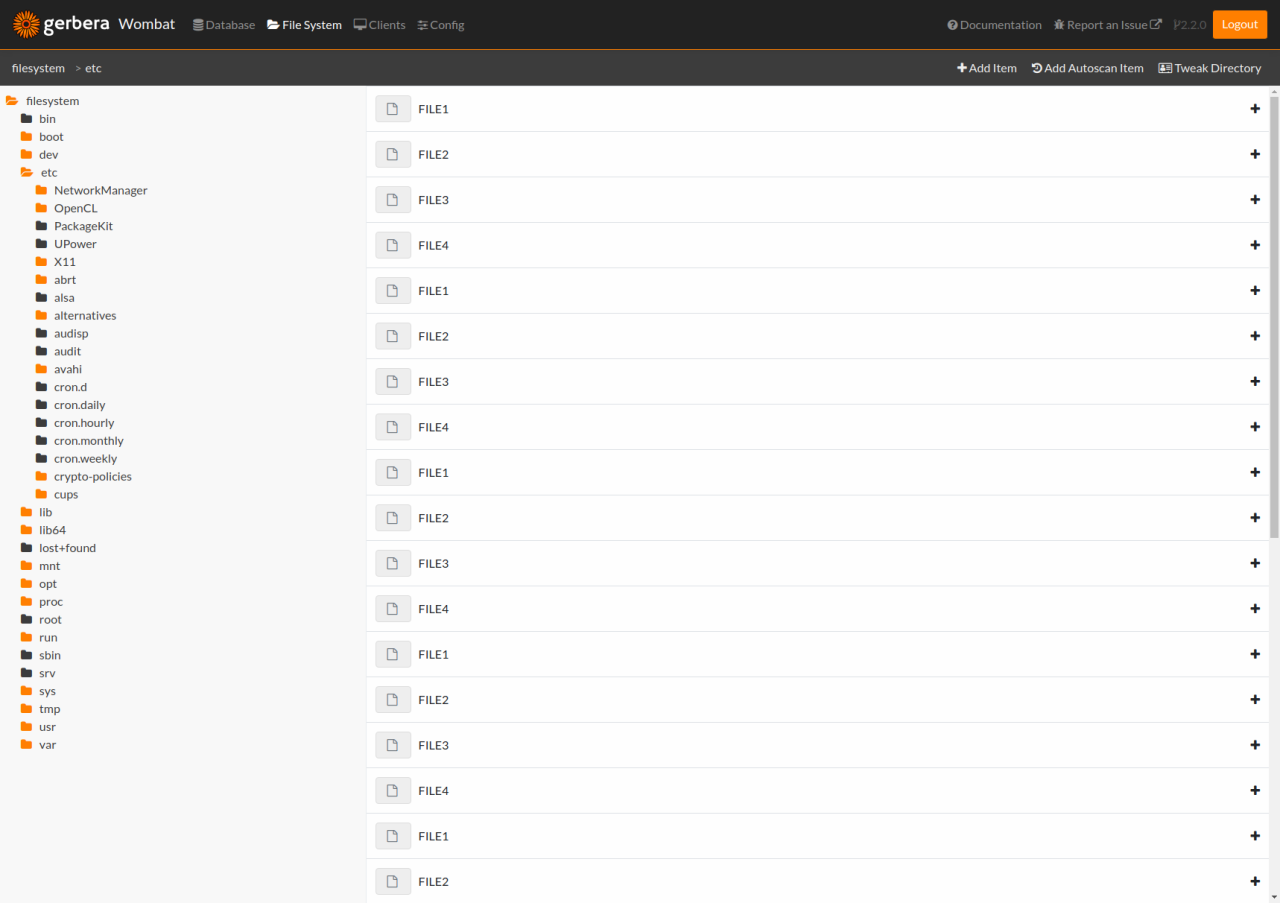 gerbera Wombat Database File System Clients Config Documentation Report an Issue 2.2.0 Logout
filesystem > etc Add Item Add Autoscan Item Tweak Directory
filesystem
bin
boot
dev
etc
NetworkManager
OpenCL
PackageKit
UPower
X11
abrt
alsa
alternatives
audisp
audit
avahi
cron.d
cron.daily
cron.hourly
cron.monthly
cron.weekly
crypto-policies
cups
lib
lib64
lost+found
mnt
opt
proc
root
run
sbin
srv
sys
tmp
usr
var
FILE1
FILE2
FILE3
FILE4
FILE1
FILE2
FILE3
FILE4
FILE1
FILE2
FILE3
FILE4
FILE1
FILE2
FILE3
FILE4
FILE1
FILE2